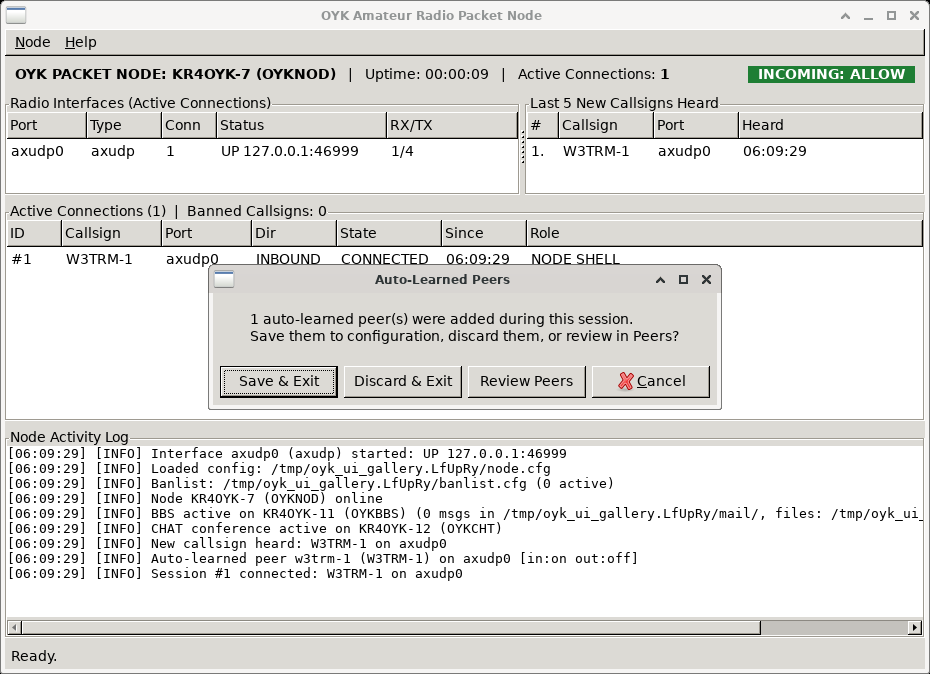 OYK Amateur Radio Packet Node
Node Help
OYK PACKET NODE: KR4OYK-7 (OYKNOD) | Uptime: 00:00:09 | Active Connections: 1 INCOMING: ALLOW
Radio Interfaces (Active Connections)
Port Type Conn Status RX/TX
axudp0 axudp 1 UP 127.0.0.1:46999 1/4
Last 5 New Callsigns Heard
# Callsign Port Heard
1. W3TRM-1 axudp0 06:09:29
Active Connections (1) | Banned Callsigns: 0
ID Callsign Port Dir State Since Role
#1 W3TRM-1 axudp0 INBOUND CONNECTED 06:09:29 NODE SHELL
Auto-Learned Peers
1 auto-learned peer(s) were added during this session.
Save them to configuration, discard them, or review in Peers?
Save & Exit Discard & Exit Review Peers Cancel
Node Activity Log
[06:09:29] [INFO] Interface axudp0 (axudp) started: UP 127.0.0.1:46999
[06:09:29] [INFO] Loaded config: /tmp/oyk_ui_gallery.LfUpRy/node.cfg
[06:09:29] [INFO] Banlist: /tmp/oyk_ui_gallery.LfUpRy/banlist.cfg (0 active)
[06:09:29] [INFO] Node KR4OYK-7 (OYKNOD) online
[06:09:29] [INFO] BBS active on KR4OYK-11 (OYKBBS) (0 msgs in /tmp/oyk_ui_gallery.LfUpRy/mail/, files: /tmp/oyk_ui_
[06:09:29] [INFO] CHAT conference active on KR4OYK-12 (OYKCHT)
[06:09:29] [INFO] New callsign heard: W3TRM-1 on axudp0
[06:09:29] [INFO] Auto-learned peer w3trm-1 (W3TRM-1) on axudp0 [in:on out:off]
[06:09:29] [INFO] Session #1 connected: W3TRM-1 on axudp0
Ready.